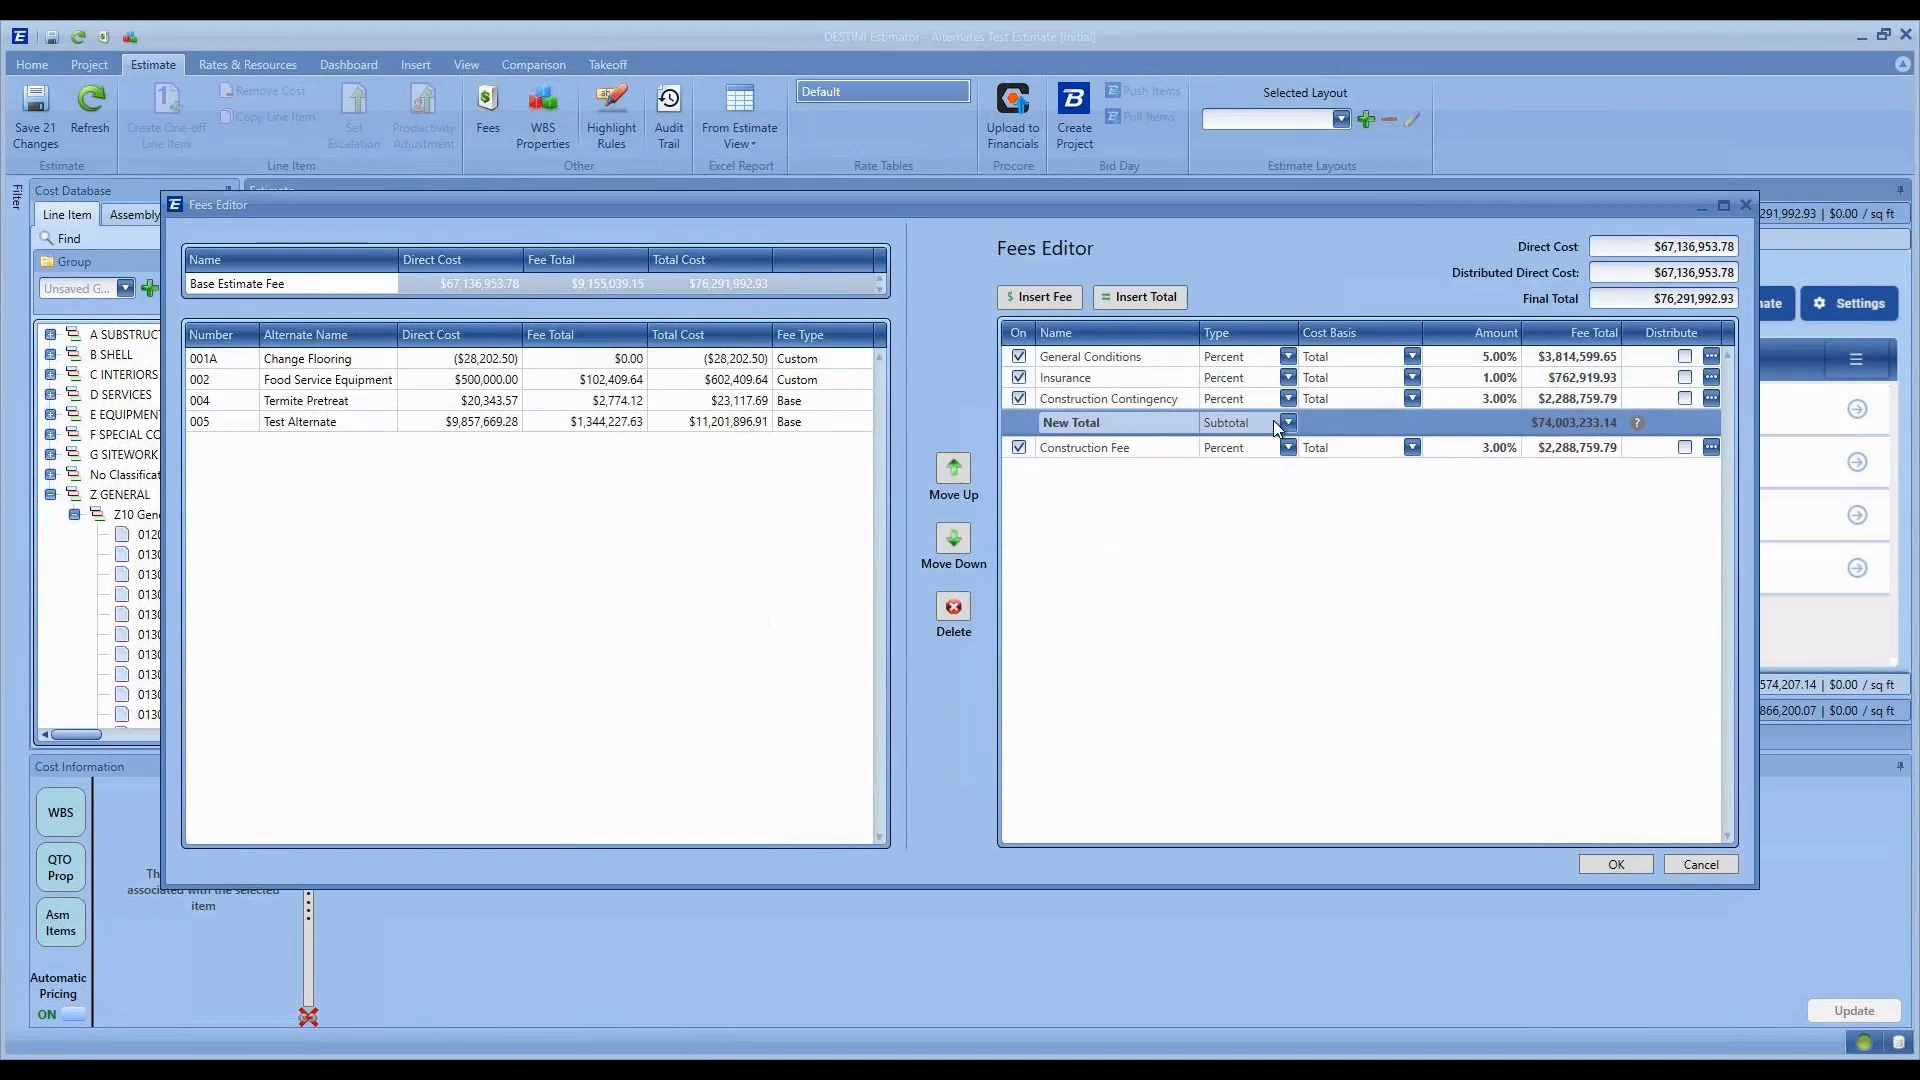 DESTINI Estimator - Alternates Test Estimate [Initial]
Home Project Estimate Rates & Resources Dashboard Insert View Comparison Takeoff
Save 21 Changes
Refresh
Estimate
Create One-off Line Item
Remove Cost
Copy Line Item
Set Escalation
Productivity Adjustment
Line Item
Fees
WBS Properties
Highlight Rules
Audit Trail
Other
From Estimate View
Excel Report
Default
Rate Tables
Upload to Financials
Procore
Create Project
Push Items
Pull Items
Bid Day
Selected Layout
Estimate Layouts
Filter
Cost Database
Estimate
Line Item Assembly
Find
Group
Unsaved G...
A SUBSTRUCT
B SHELL
C INTERIORS
D SERVICES
E EQUIPMENT
F SPECIAL CO
G SITEWORK
No Classificat
Z GENERAL
Z10 Gene
0120
0130
0130
0130
0130
0130
0130
0130
0130
0130
Fees Editor
Name Direct Cost Fee Total Total Cost
Base Estimate Fee $67,136,953.78 $9,155,039.15 $76,291,992.93
Number Alternate Name Direct Cost Fee Total Total Cost Fee Type
001A Change Flooring ($28,202.50) $0.00 ($28,202.50) Custom
002 Food Service Equipment $500,000.00 $102,409.64 $602,409.64 Custom
004 Termite Pretreat $20,343.57 $2,774.12 $23,117.69 Base
005 Test Alternate $9,857,669.28 $1,344,227.63 $11,201,896.91 Base
Move Up
Move Down
Delete
Fees Editor
Direct Cost $67,136,953.78
Distributed Direct Cost: $67,136,953.78
Final Total $76,291,992.93
$ Insert Fee
= Insert Total
On Name Type Cost Basis Amount Fee Total Distribute
General Conditions Percent Total 5.00% $3,814,599.65
Insurance Percent Total 1.00% $762,919.93
Construction Contingency Percent Total 3.00% $2,288,759.79
New Total Subtotal $74,003,233.14 ?
Construction Fee Percent Total 3.00% $2,288,759.79
OK Cancel
291,992.93 | $0.00 / sq ft
nate
Settings
574,207.14 | $0.00 / sq ft
866,200.07 | $0.00 / sq ft
Cost Information
WBS
QTO Prop
Asm Items
Th
associated with the selected
item
Automatic Pricing
ON
Update